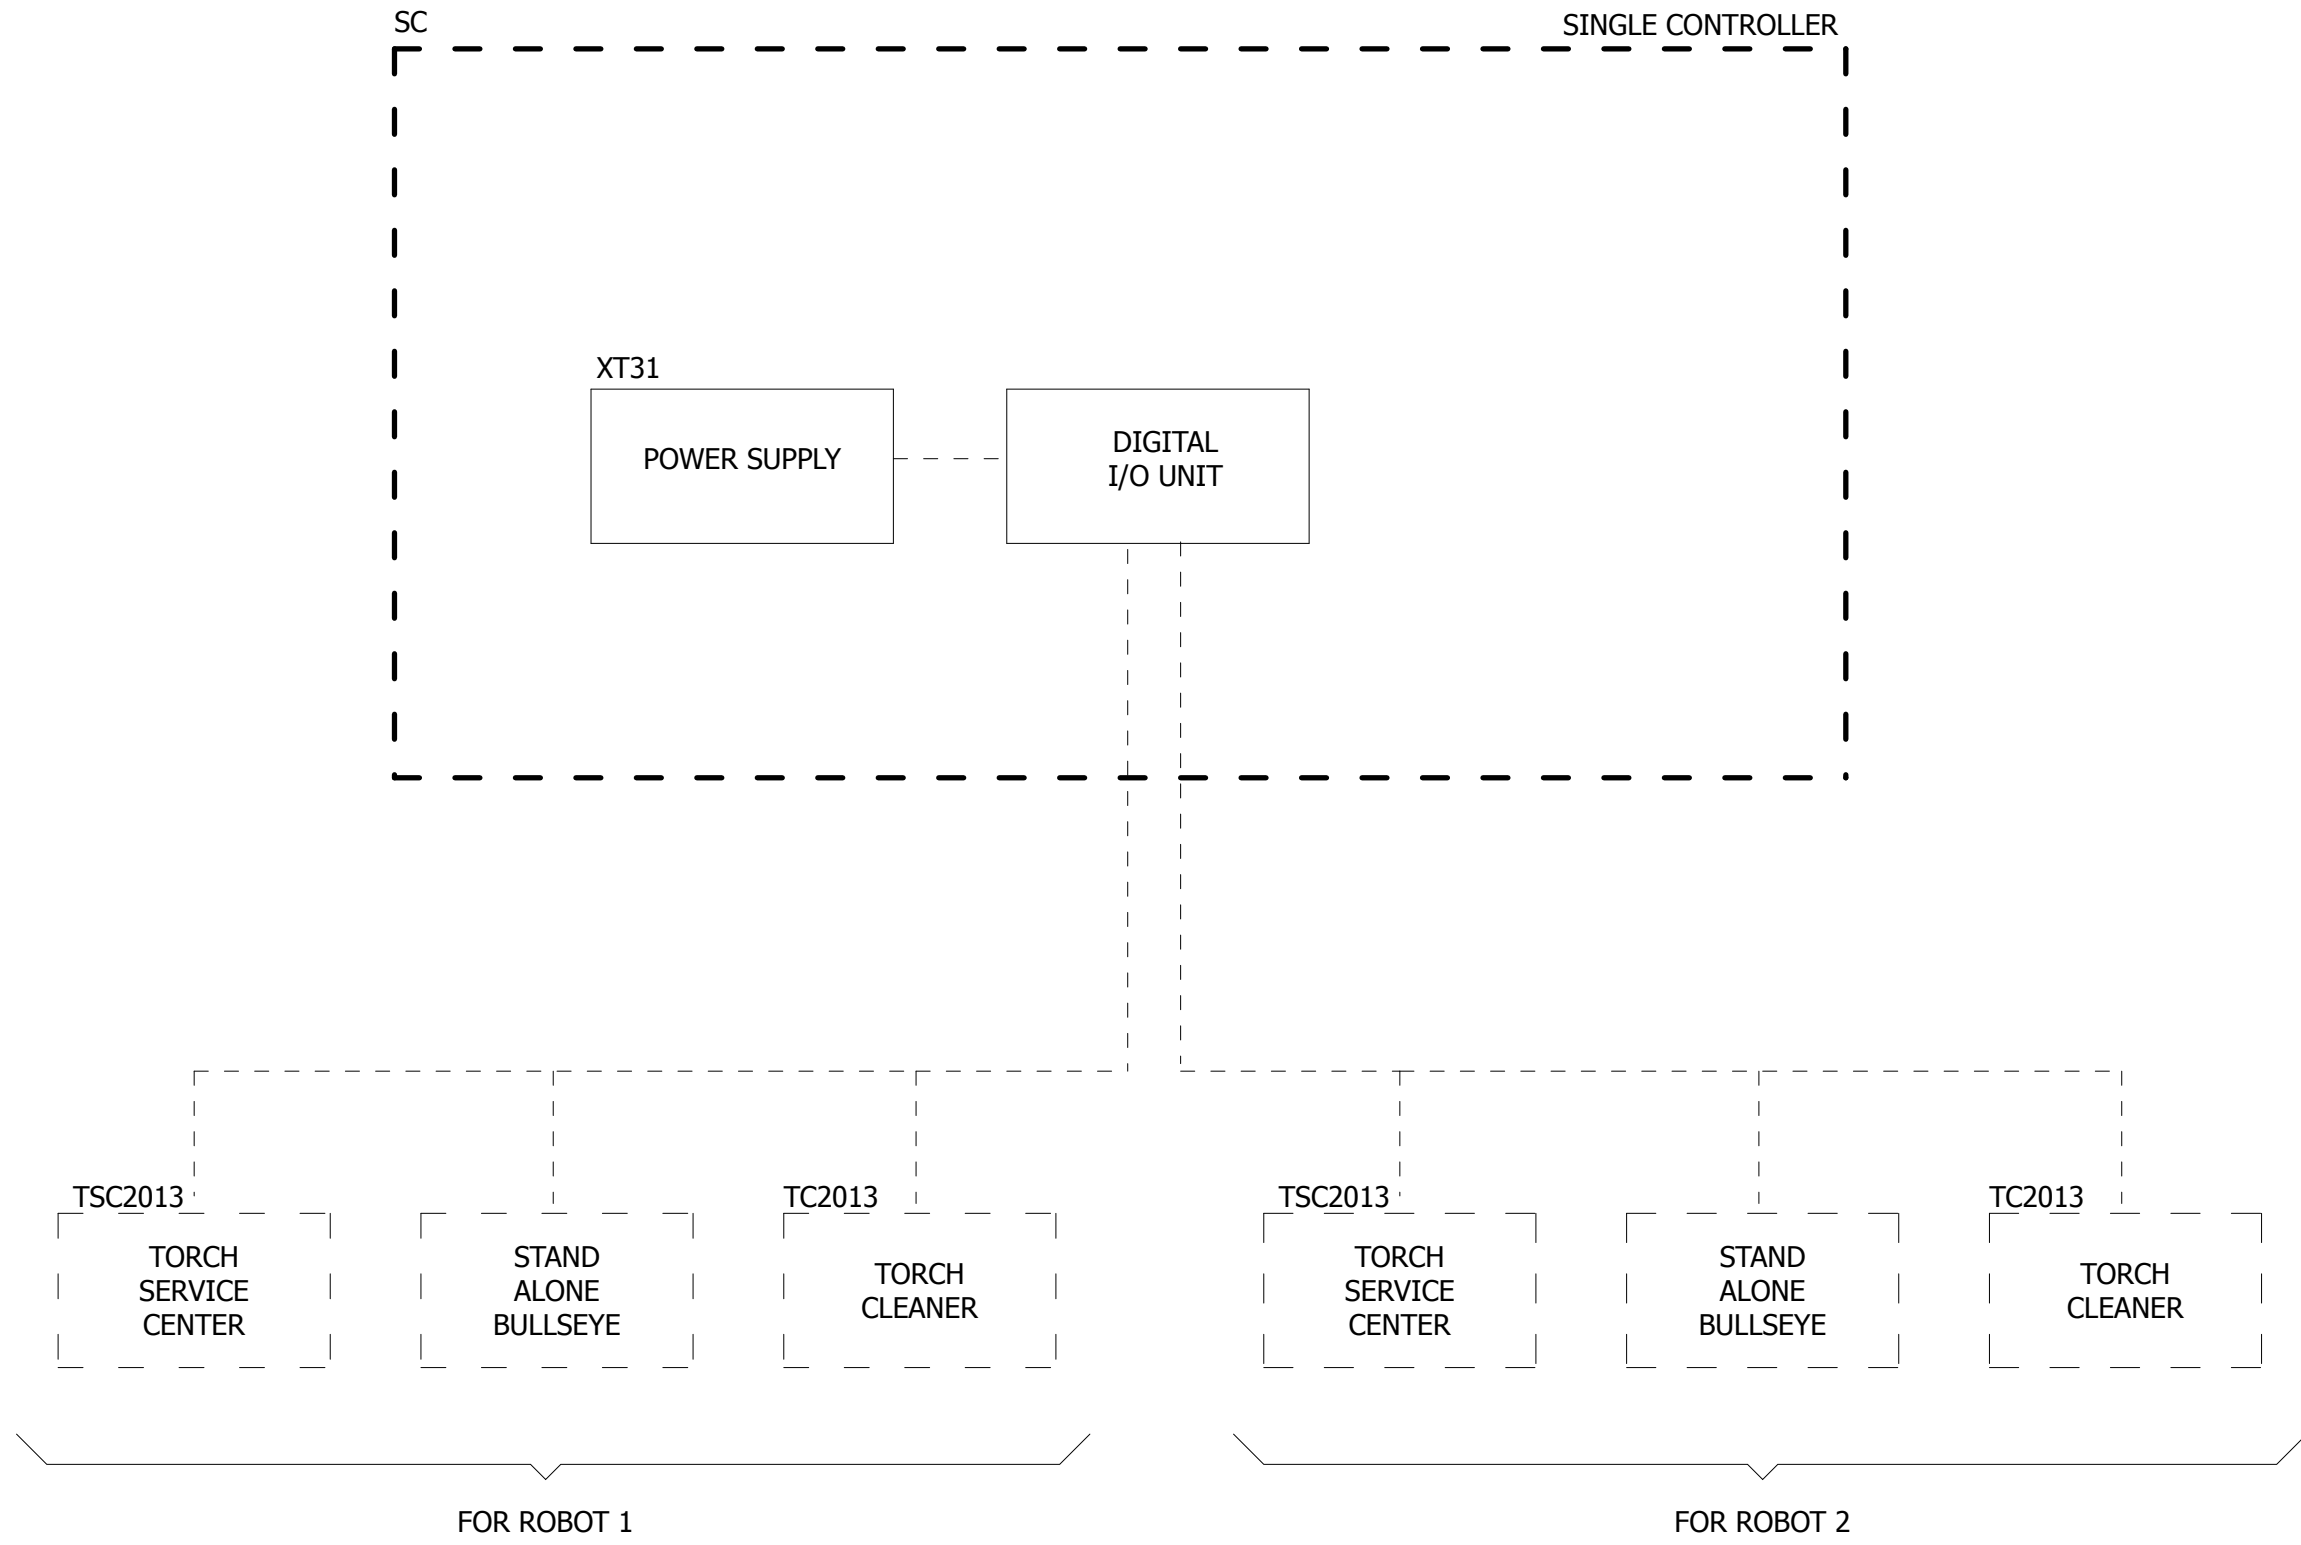 SC
SINGLE CONTROLLER
XT31
POWER SUPPLY
DIGITAL
I/O UNIT
TSC2013
TORCH
SERVICE
CENTER
STAND
ALONE
BULLSEYE
TC2013
TORCH
CLEANER
TSC2013
TORCH
SERVICE
CENTER
STAND
ALONE
BULLSEYE
TC2013
TORCH
CLEANER
FOR ROBOT 1
FOR ROBOT 2